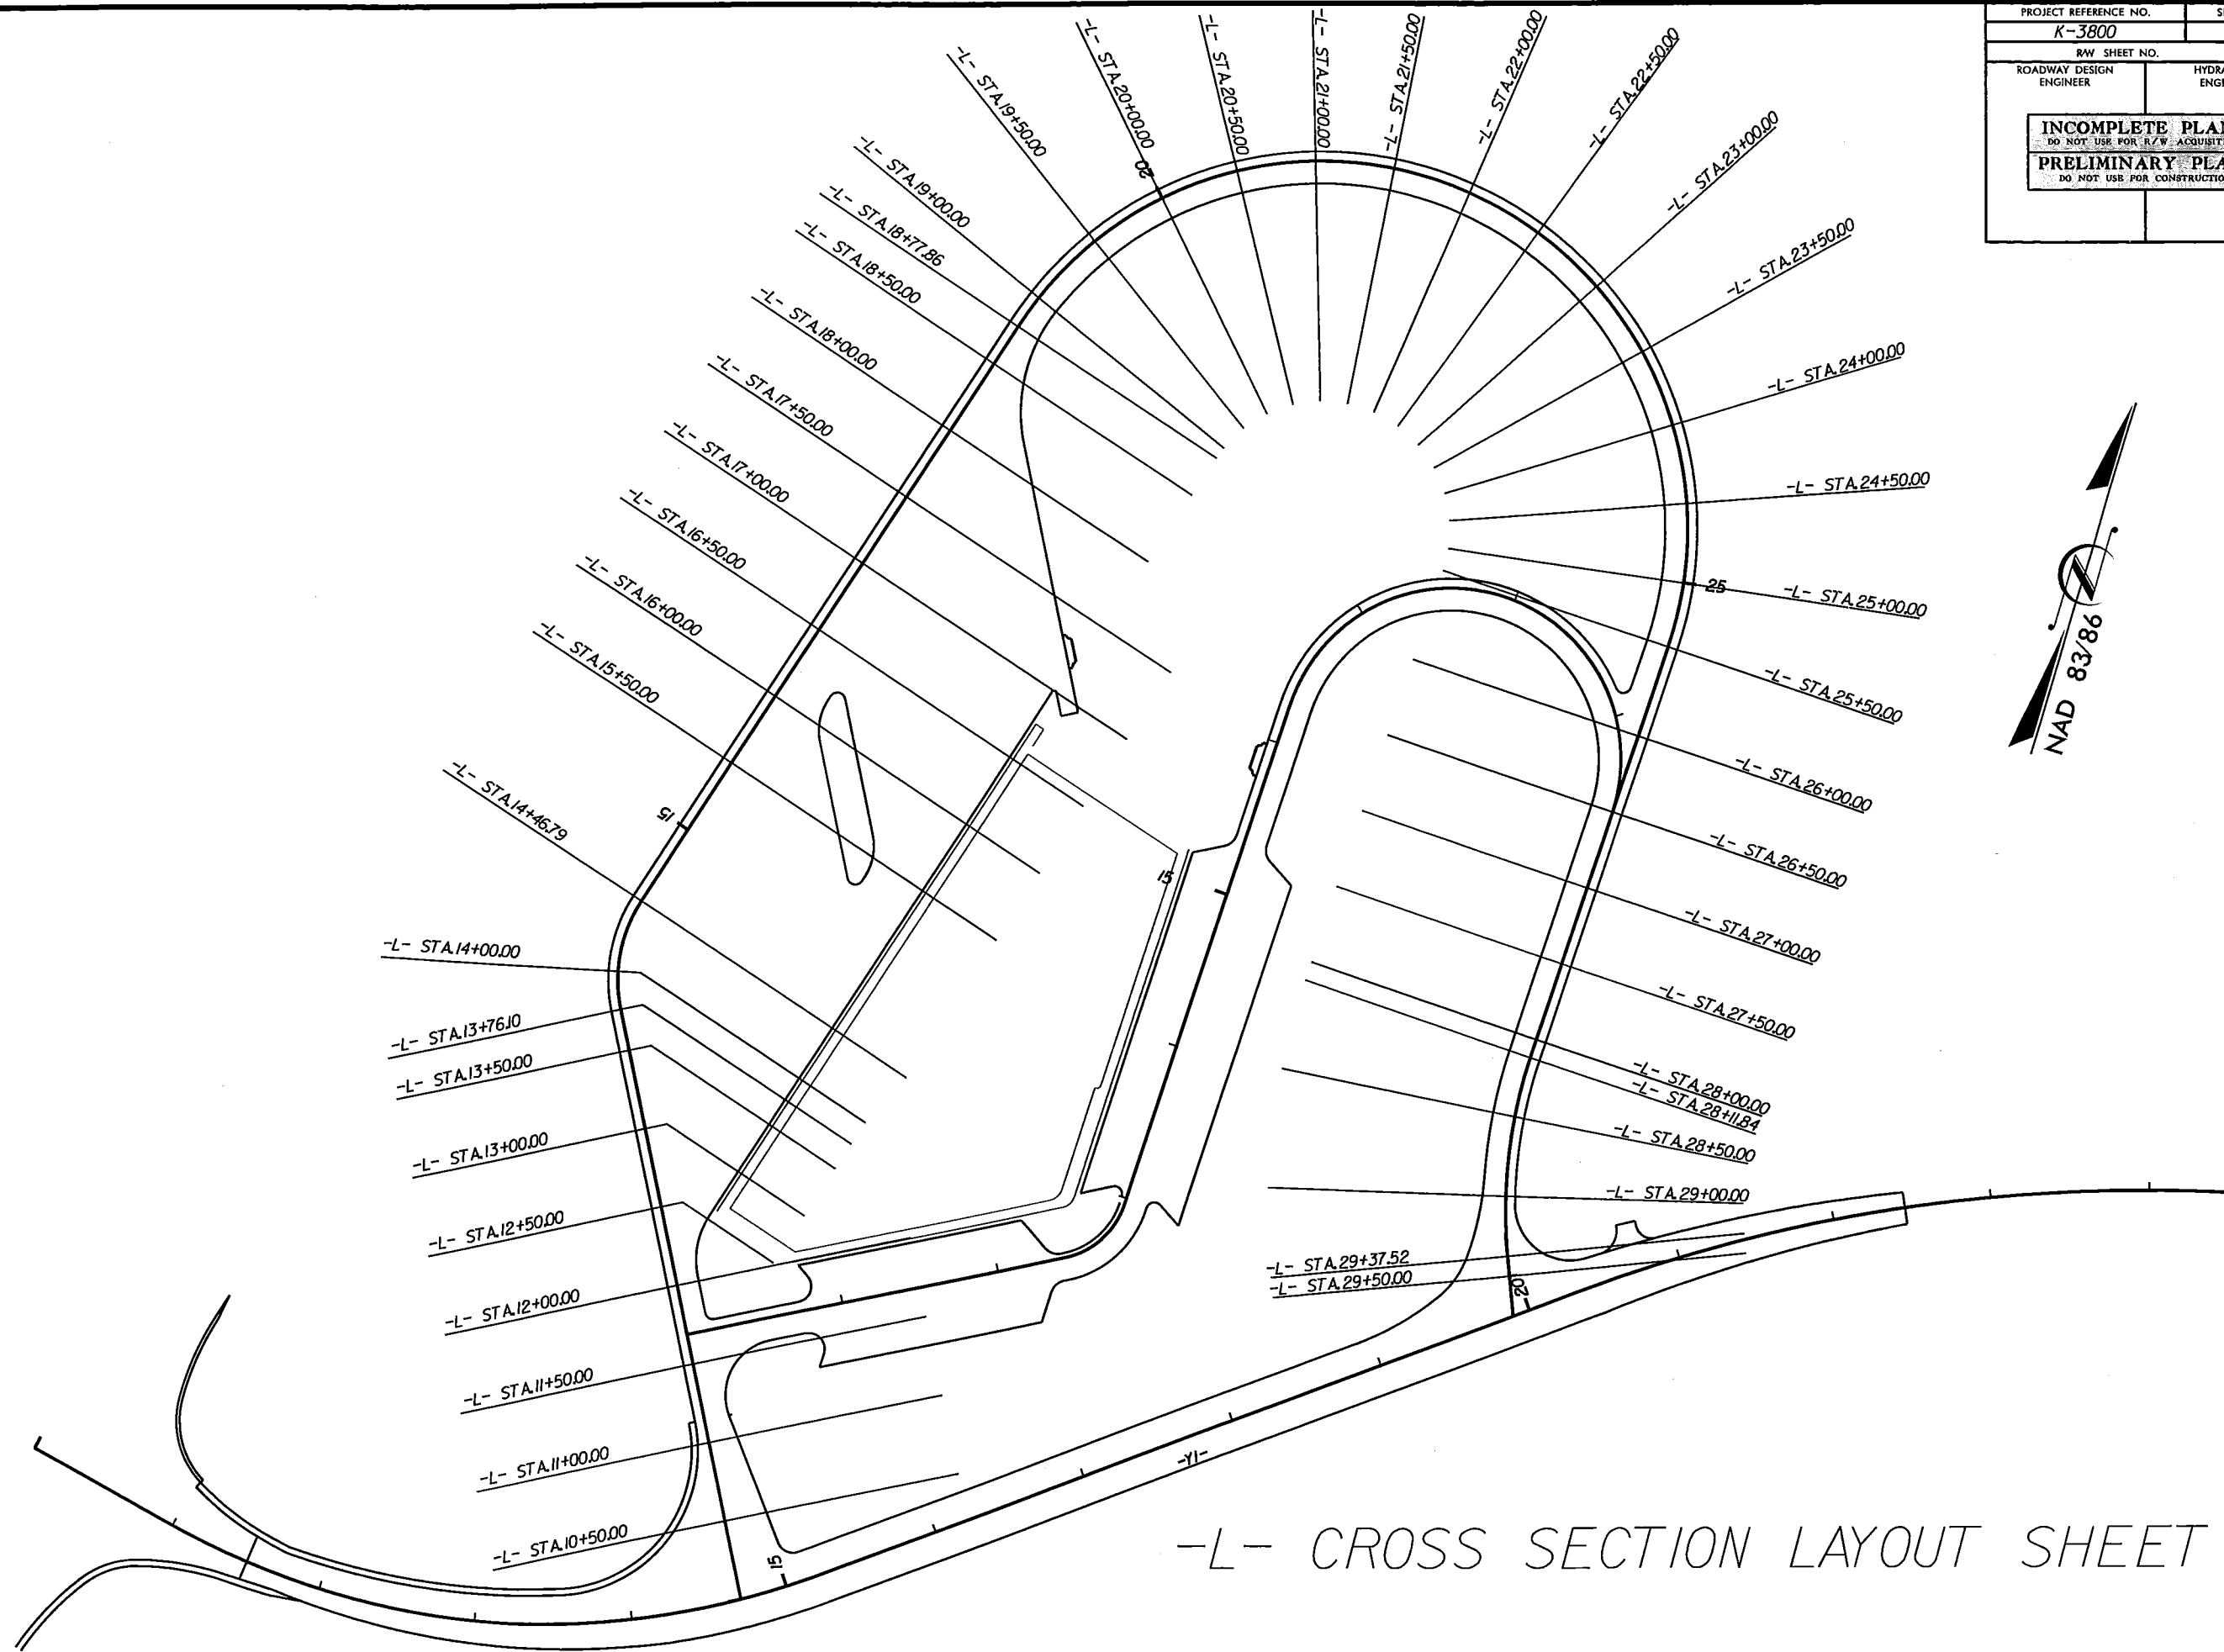 PROJECT REFERENCE NO.
K-3800
RW SHEET NO.
ROADWAY DESIGN
ENGINEER
INCOMPLETE
DO NOT USE FOR R/W
PRELIMINARY
DO NOT USE FOR
-L- STA.19+50.00
-L- STA.20+00.00
-L- STA.20+50.00
-L- STA.21+00.00
-L- STA.21+50.00
-L- STA.22+00.00
-L- STA.22+50.00
-L- STA.23+00.00
-L- STA.23+50.00
-L- STA.24+00.00
-L- STA.24+50.00
-L- STA.25+00.00
-L- STA.25+50.00
-L- STA.26+00.00
-L- STA.26+50.00
-L- STA.27+00.00
-L- STA.27+50.00
-L- STA.28+00.00
-L- STA.28+11.84
-L- STA.28+50.00
-L- STA.29+00.00
-L- STA.29+37.52
-L- STA.29+50.00
-L- STA.19+00.00
-L- STA.18+77.86
-L- STA.18+50.00
-L- STA.18+00.00
-L- STA.17+50.00
-L- STA.17+00.00
-L- STA.16+50.00
-L- STA.16+00.00
-L- STA.15+50.00
-L- STA.14+46.79
-L- STA.14+00.00
-L- STA.13+76.10
-L- STA.13+50.00
-L- STA.13+00.00
-L- STA.12+50.00
-L- STA.12+00.00
-L- STA.11+50.00
-L- STA.11+00.00
-L- STA.10+50.00
20
25
15
15
20
15
-Y1-
N
NAD 83/86
-L- CROSS SECTION LAYOUT SHEET